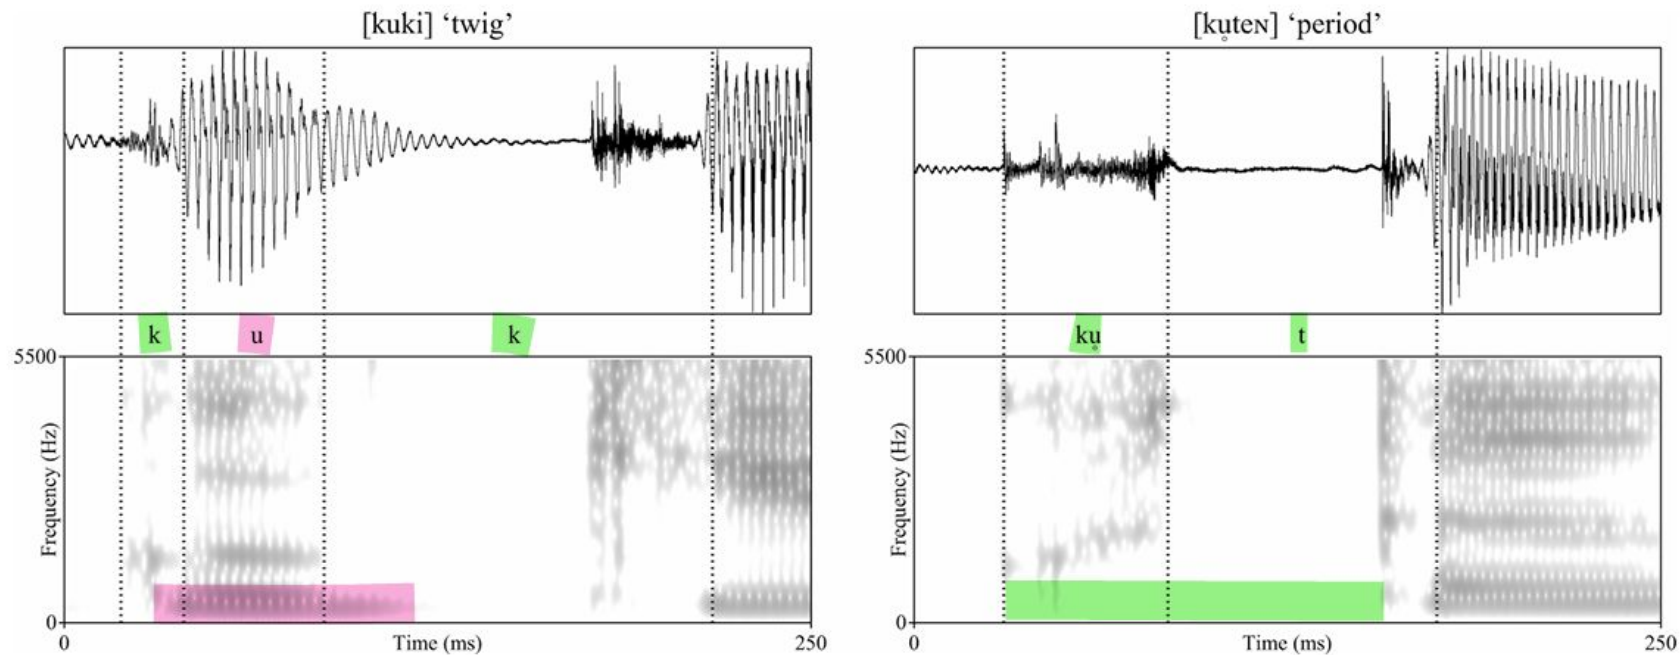 [kuki] ‘twig’
[ku̥teɴ] ‘period’
k u k
ku̥ t
5500
Frequency (Hz)
0
0 Time (ms) 250
5500
Frequency (Hz)
0
0 Time (ms) 250